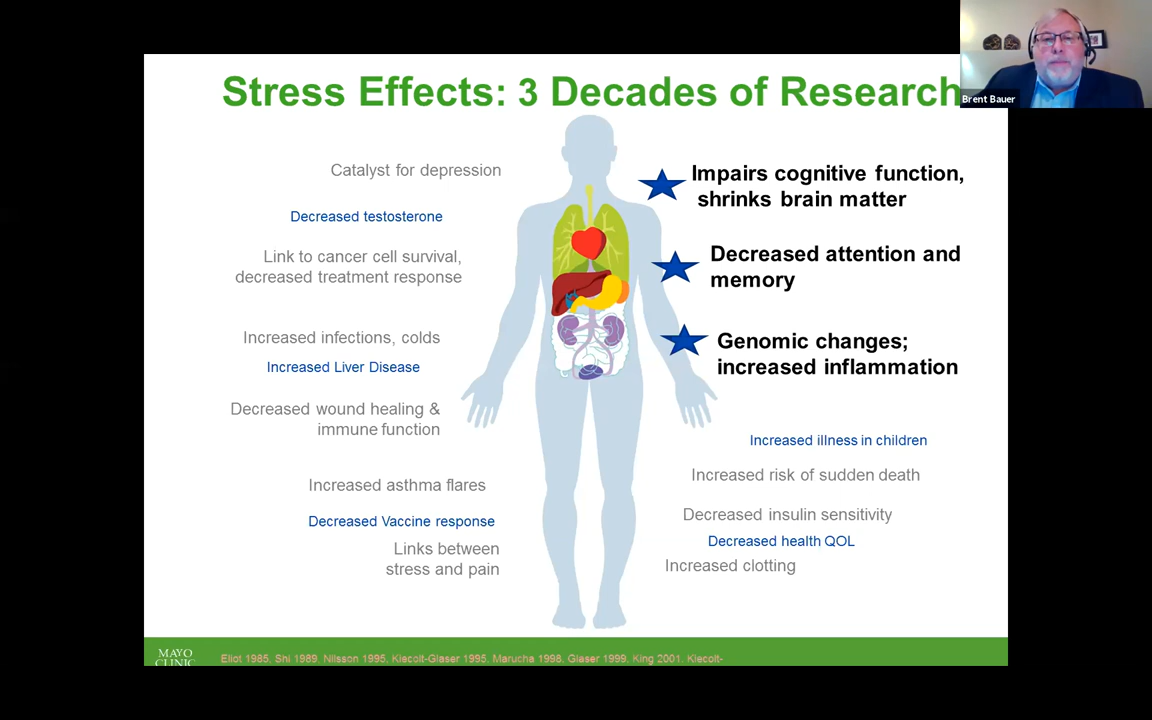 Stress Effects: 3 Decades of Research
Brent Bauer
Catalyst for depression
Decreased testosterone
Link to cancer cell survival,
decreased treatment response
Increased infections, colds
Increased Liver Disease
Decreased wound healing &
immune function
Increased asthma flares
Decreased Vaccine response
Links between
stress and pain
Impairs cognitive function,
shrinks brain matter
Decreased attention and
memory
Genomic changes;
increased inflammation
Increased illness in children
Increased risk of sudden death
Decreased insulin sensitivity
Decreased health QOL
Increased clotting
MAYO
CLINIC
Eliot 1985, Shi 1989, Nilsson 1995, Kiecolt-Glaser 1995, Marucha 1998, Glaser 1999, King 2001, Kiecolt-